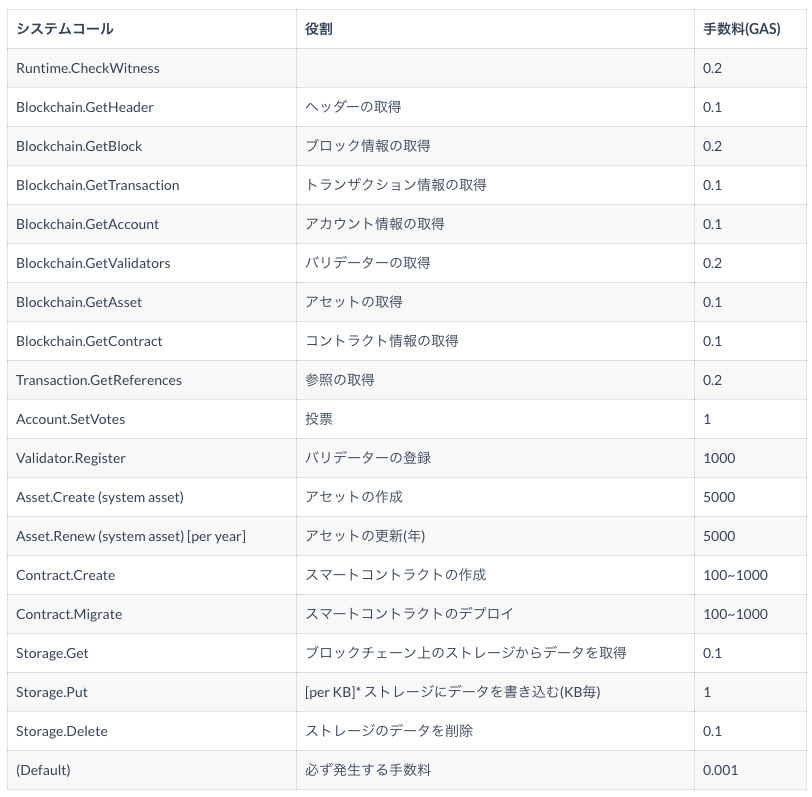 システムコール 役割 手数料(GAS)
Runtime.CheckWitness 0.2
Blockchain.GetHeader ヘッダーの取得 0.1
Blockchain.GetBlock ブロック情報の取得 0.2
Blockchain.GetTransaction トランザクション情報の取得 0.1
Blockchain.GetAccount アカウント情報の取得 0.1
Blockchain.GetValidators バリデーターの取得 0.2
Blockchain.GetAsset アセットの取得 0.1
Blockchain.GetContract コントラクト情報の取得 0.1
Transaction.GetReferences 参照の取得 0.2
Account.SetVotes 投票 1
Validator.Register バリデーターの登録 1000
Asset.Create (system asset) アセットの作成 5000
Asset.Renew (system asset) [per year] アセットの更新(年) 5000
Contract.Create スマートコントラクトの作成 100~1000
Contract.Migrate スマートコントラクトのデプロイ 100~1000
Storage.Get ブロックチェーン上のストレージからデータを取得 0.1
Storage.Put [per KB]* ストレージにデータを書き込む(KB毎) 1
Storage.Delete ストレージのデータを削除 0.1
(Default) 必ず発生する手数料 0.001